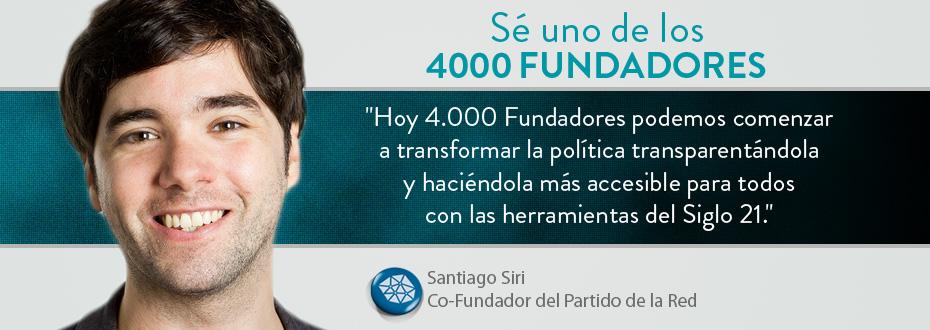 Sé uno de los
4000 FUNDADORES
"Hoy 4.000 Fundadores podemos comenzar
a transformar la política transparentándola
y haciéndola más accesible para todos
con las herramientas del Siglo 21."
Santiago Siri
Co-Fundador del Partido de la Red